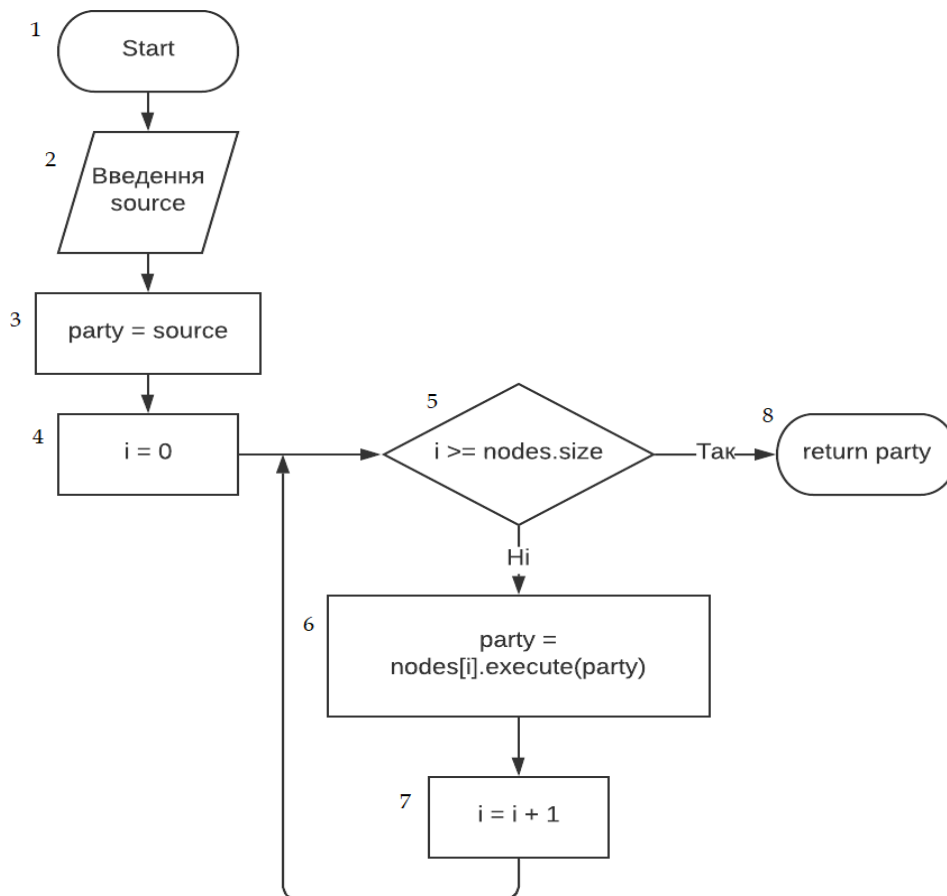 1
Start
2
Введення
source
3
party = source
4
i = 0
5
i >= nodes.size
Так
8
return party
Ні
6
party =
nodes[i].execute(party)
7
i = i + 1